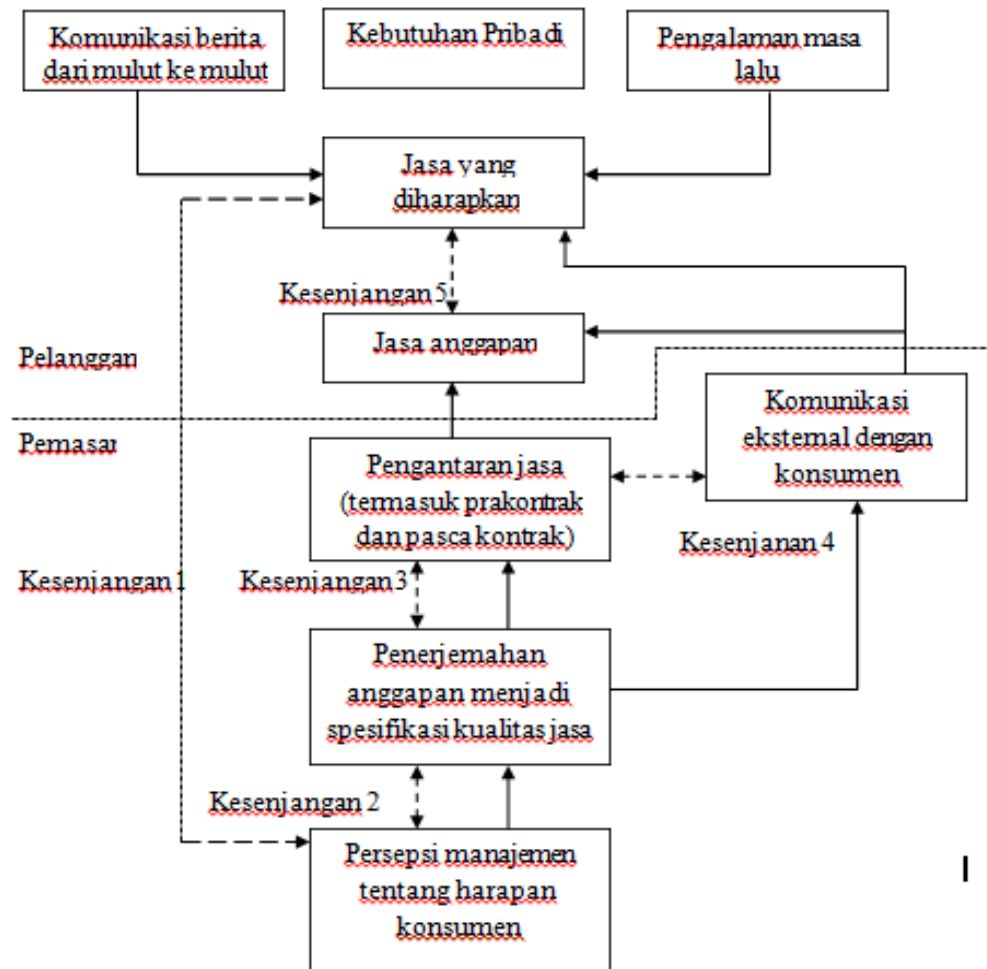 Komunikasi berita
dari mulut ke mulut
Kebutuhan Pribadi
Pengalaman masa
lalu
Jasa yang
diharapkan
Kesenjangan 5
Jasa anggapan
Pelanggan
Pemasar
Komunikasi
eksternal dengan
konsumen
Pengantaran jasa
(termasuk prakontrak
dan pasca kontrak)
Kesenjanan 4
Kesenjangan 1
Kesenjangan 3
Penerjemahan
anggapan menjadi
spesifikasi kualitas jasa
Kesenjangan 2
Persepsi manajemen
tentang harapan
konsumen